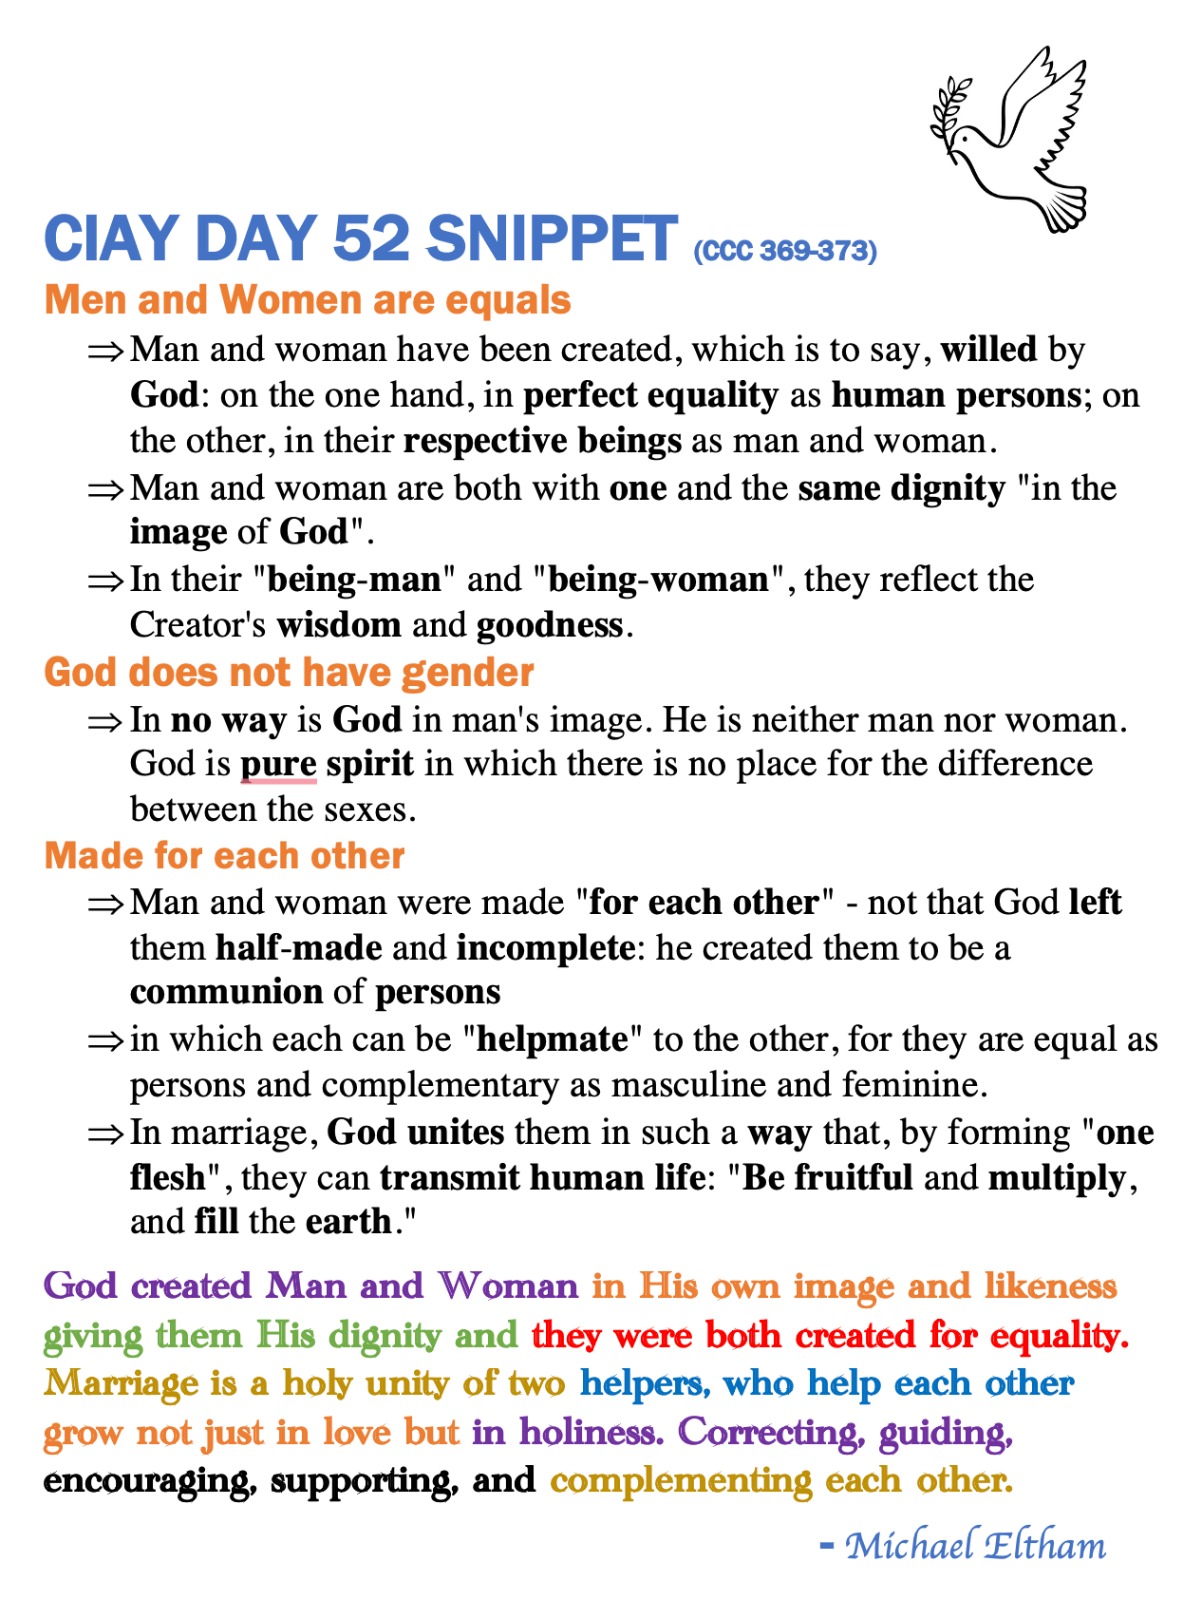 CIAY DAY 52 SNIPPET (CCC 369-373)
Men and Women are equals
⇒ Man and woman have been created, which is to say, willed by
God: on the one hand, in perfect equality as human persons; on
the other, in their respective beings as man and woman.
⇒ Man and woman are both with one and the same dignity "in the
image of God".
⇒ In their "being-man" and "being-woman", they reflect the
Creator's wisdom and goodness.
God does not have gender
⇒ In no way is God in man's image. He is neither man nor woman.
God is pure spirit in which there is no place for the difference
between the sexes.
Made for each other
⇒ Man and woman were made "for each other" - not that God left
them half-made and incomplete: he created them to be a
communion of persons
⇒ in which each can be "helpmate" to the other, for they are equal as
persons and complementary as masculine and feminine.
⇒ In marriage, God unites them in such a way that, by forming "one
flesh", they can transmit human life: "Be fruitful and multiply,
and fill the earth."
God created Man and Woman in His own image and likeness
giving them His dignity and they were both created for equality.
Marriage is a holy unity of two helpers, who help each other
grow not just in love but in holiness. Correcting, guiding,
encouraging, supporting, and complementing each other.
- Michael Eltham